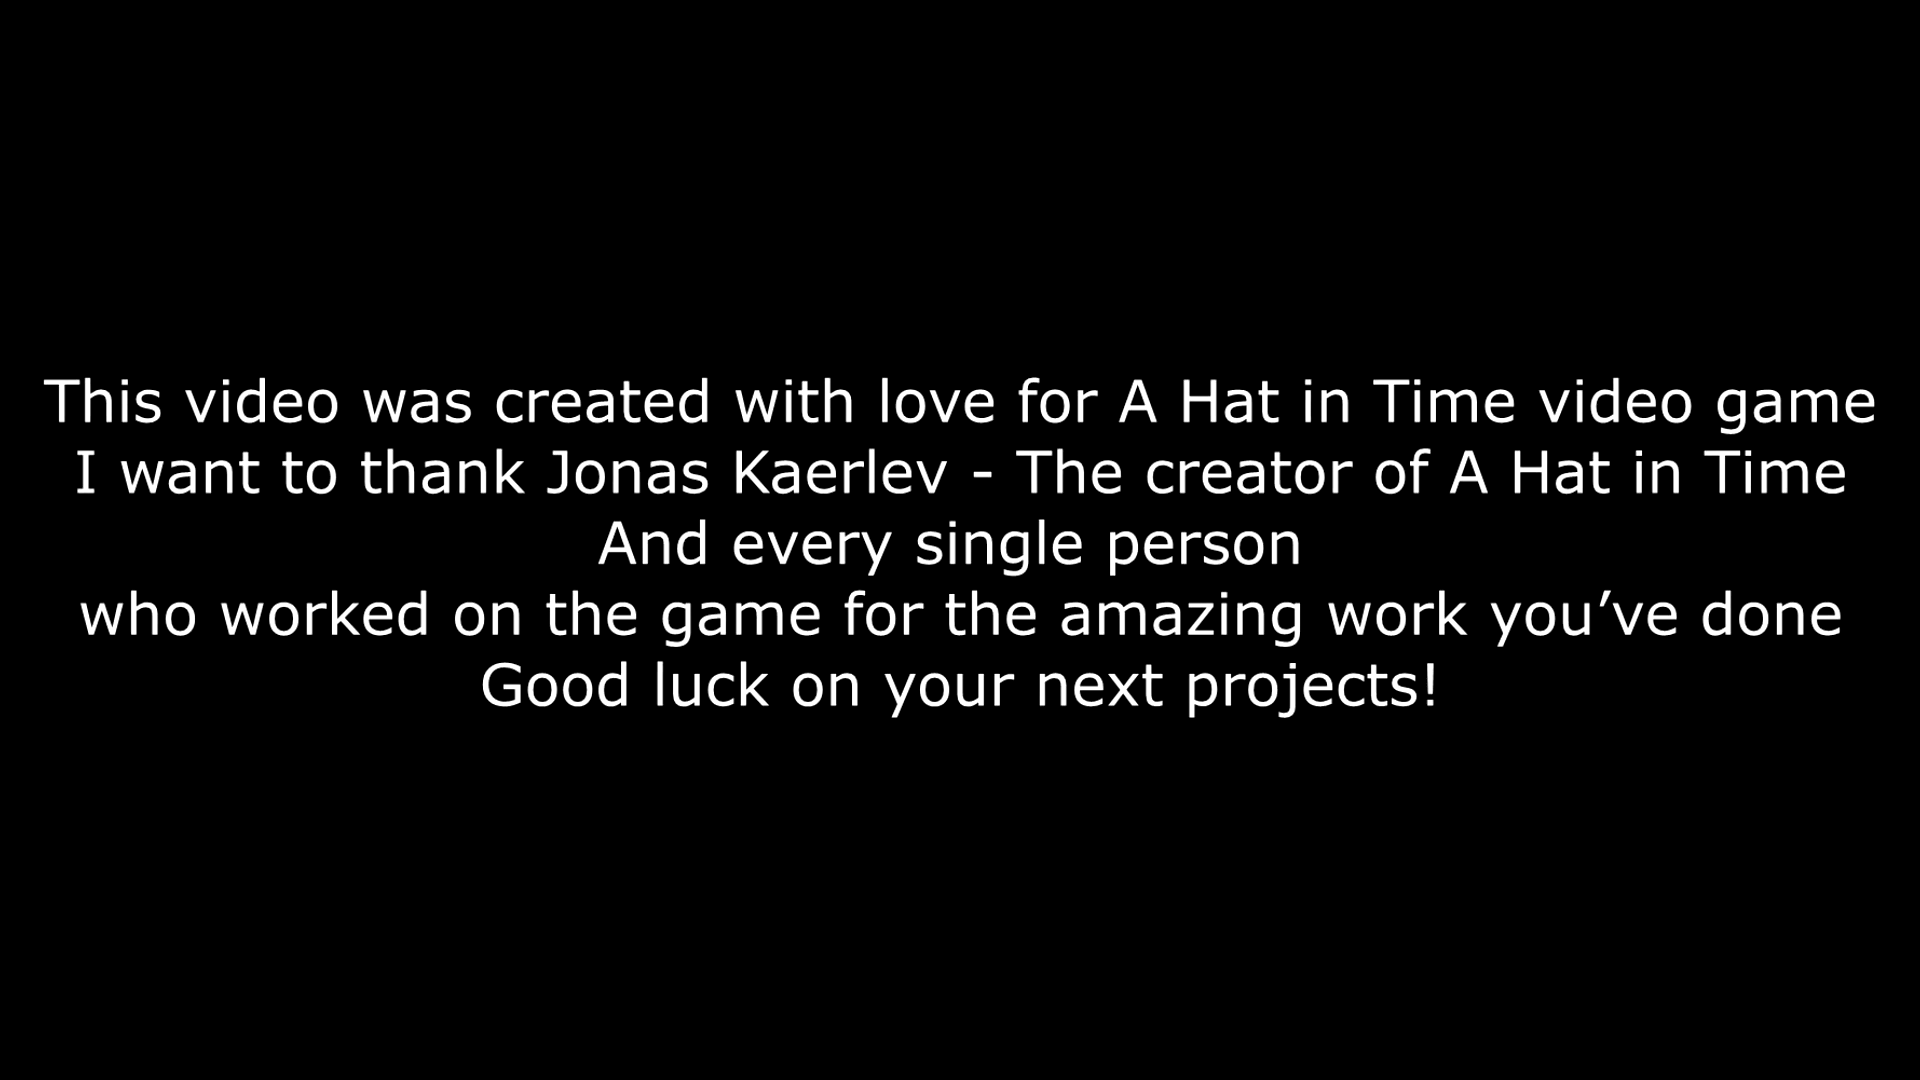 This video was created with love for A Hat in Time video game
I want to thank Jonas Kaerlev - The creator of A Hat in Time
And every single person
who worked on the game for the amazing work you’ve done
Good luck on your next projects!